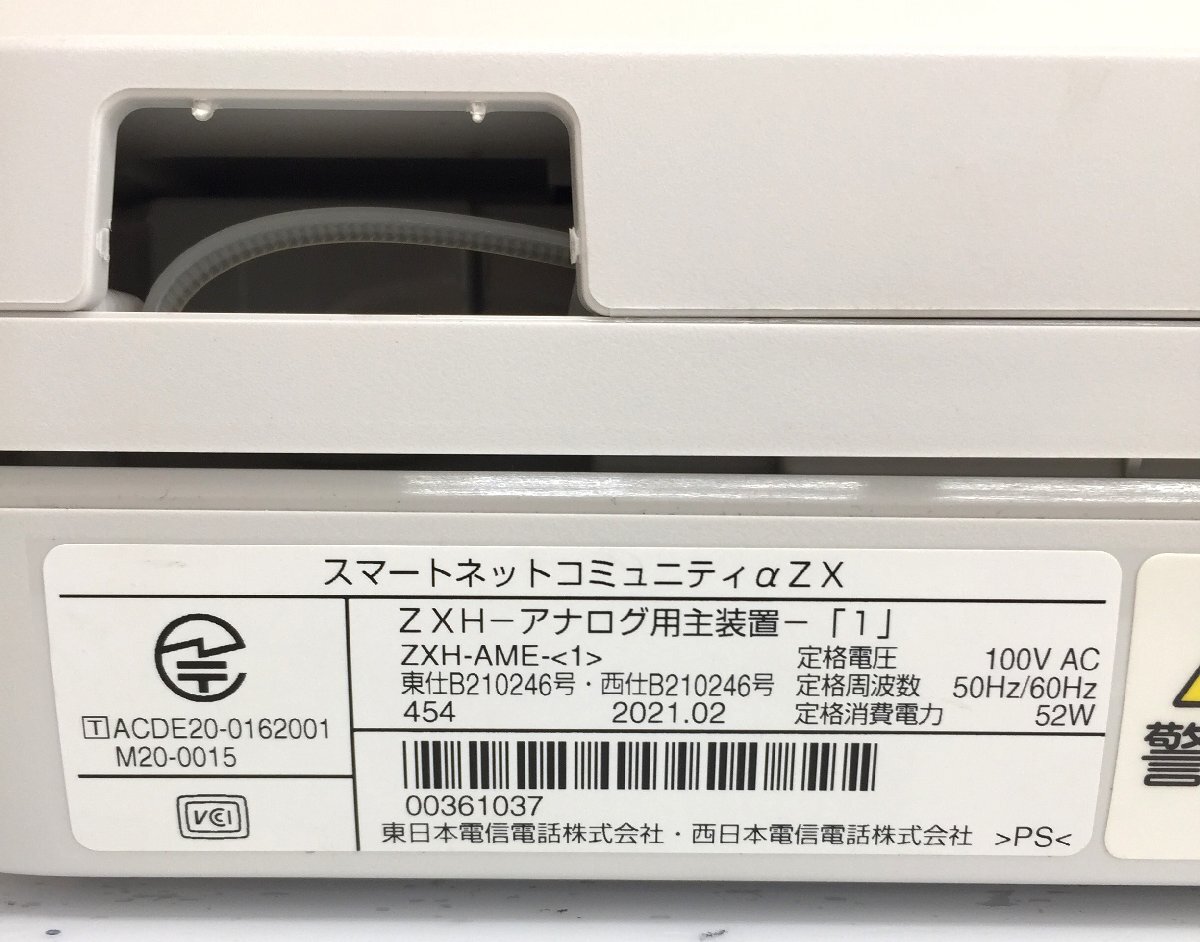 スマートネットコミュニティαZX
ZXH－アナログ用主装置－「1」
ZXH-AME-<1>
定格電圧 100V AC
東仕B210246号・西仕B210246号
定格周波数 50Hz/60Hz
454 2021.02
定格消費電力 52W
T ACDE20-0162001
M20-0015
VCI
00361037
東日本電信電話株式会社・西日本電信電話株式会社 >PS<
警